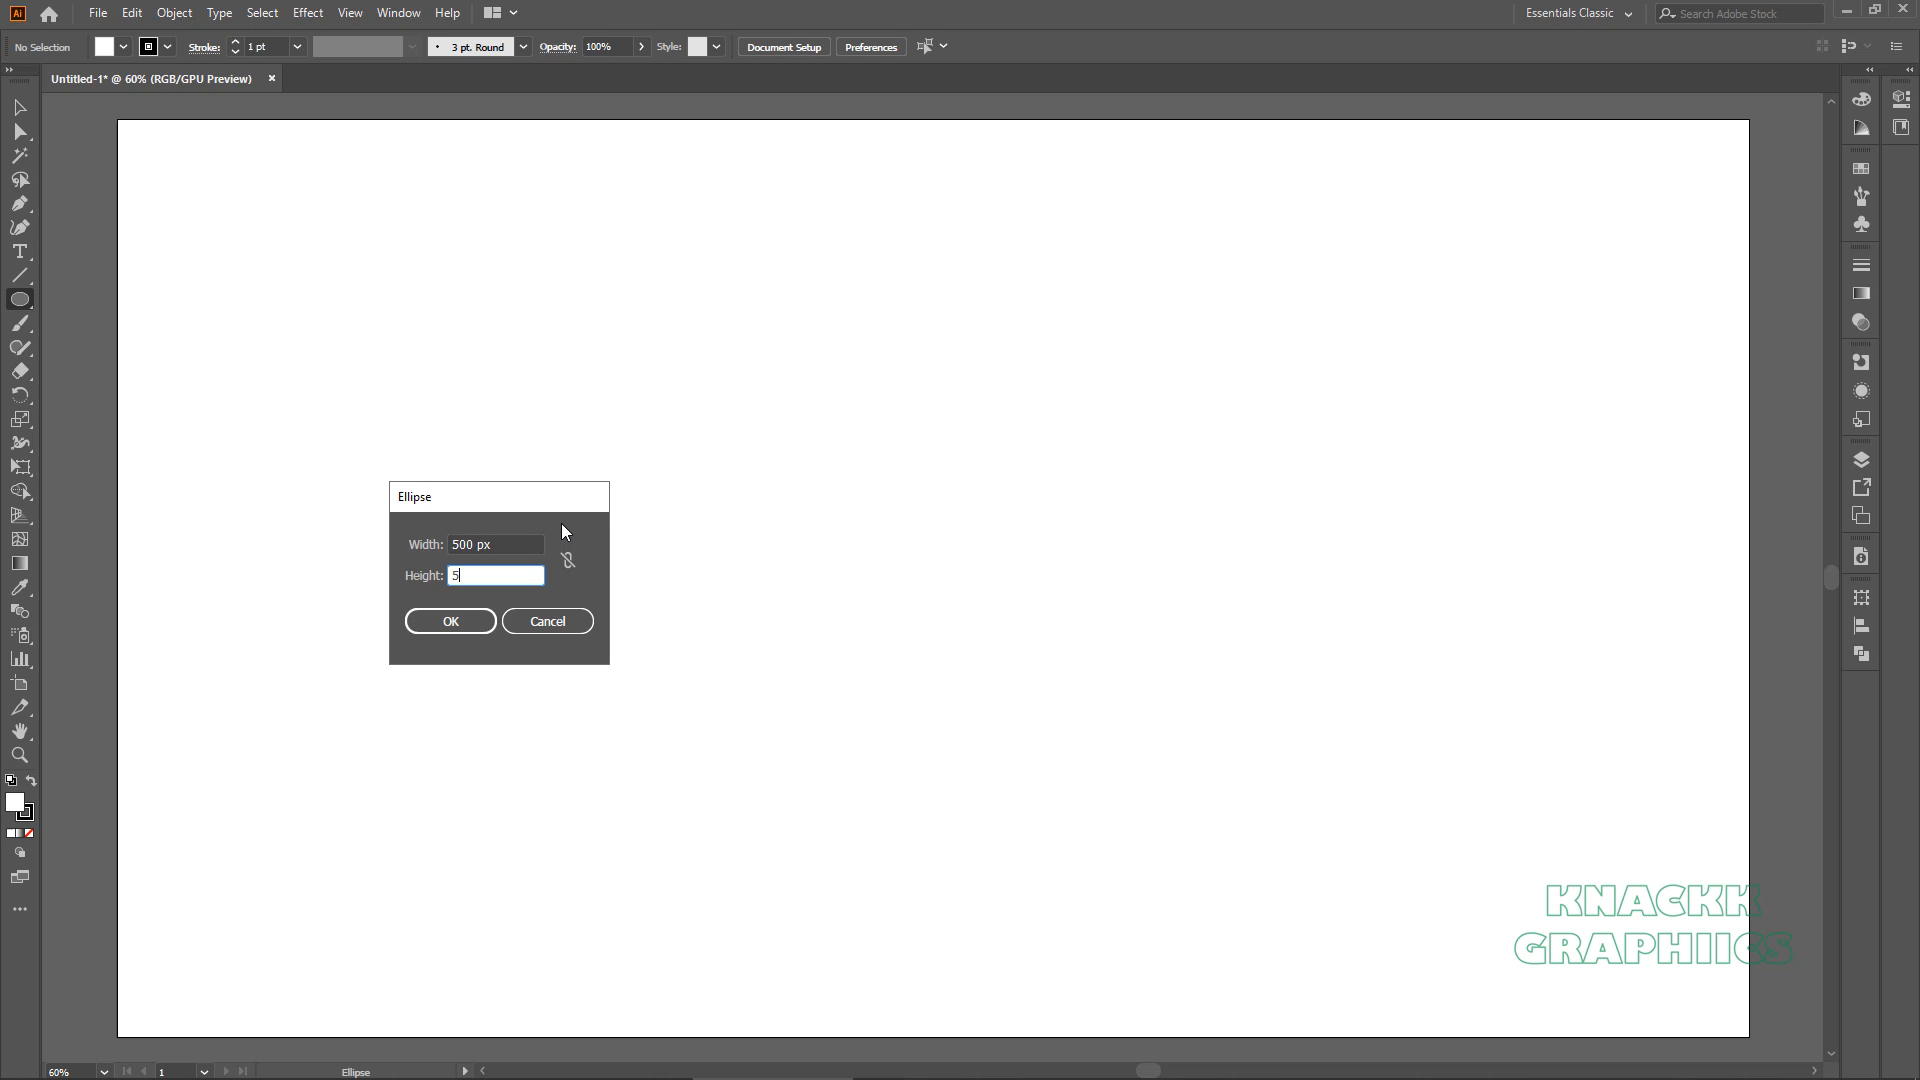 Ai File Edit Object Type Select Effect View Window Help Essentials Classic Search Adobe Stock
No Selection Stroke: 1 pt 3 pt. Round Opacity: 100% Style: Document Setup Preferences
Untitled-1* @ 60% (RGB/GPU Preview)
Ellipse
Width: 500 px
Height: 5
OK Cancel
KNACKK
GRAPHIICS
60% 1 Ellipse